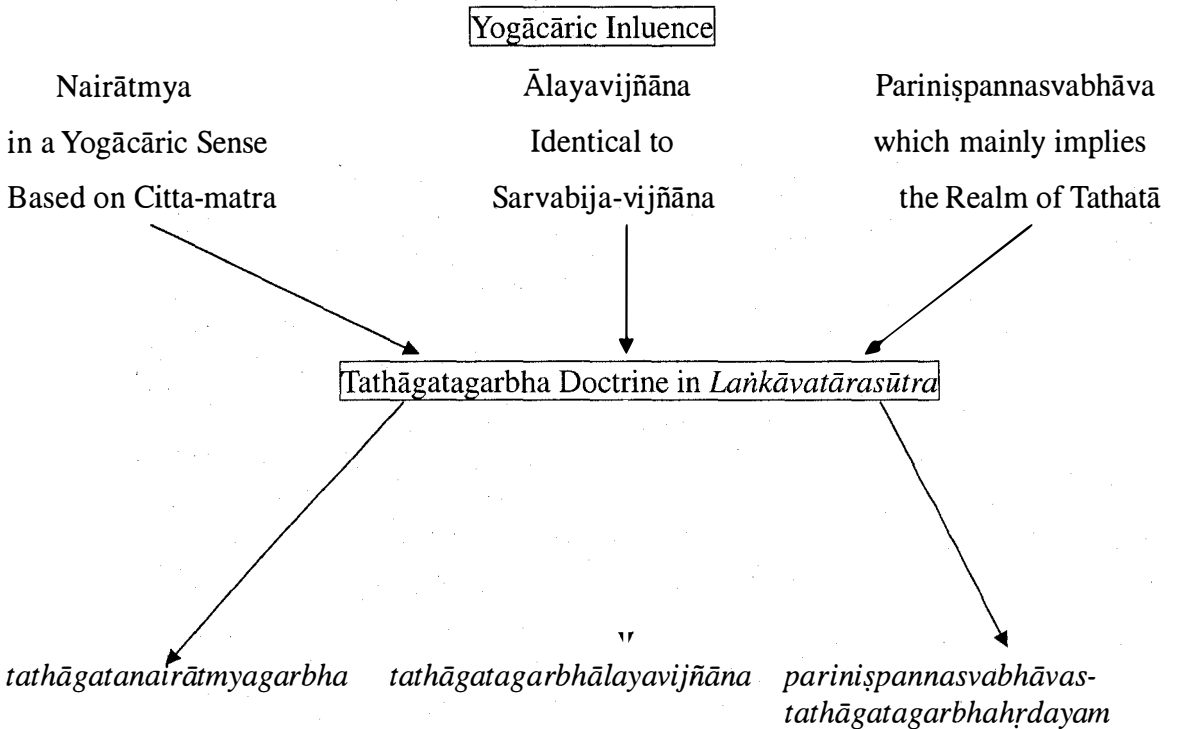 Yogācāric Inluence
Nairātmya
in a Yogācāric Sense
Based on Citta-matra
Ālayavijñāna
Identical to
Sarvabija-vijñāna
Pariniṣpannasvabhāva
which mainly implies
the Realm of Tathatā
Tathāgatagarbha Doctrine in Laṅkāvatārasūtra
tathāgatanairātmyagarbha
tathāgatagarbhālayavijñāna
pariniṣpannasvabhāvas-
tathāgatagarbhahṛdayam